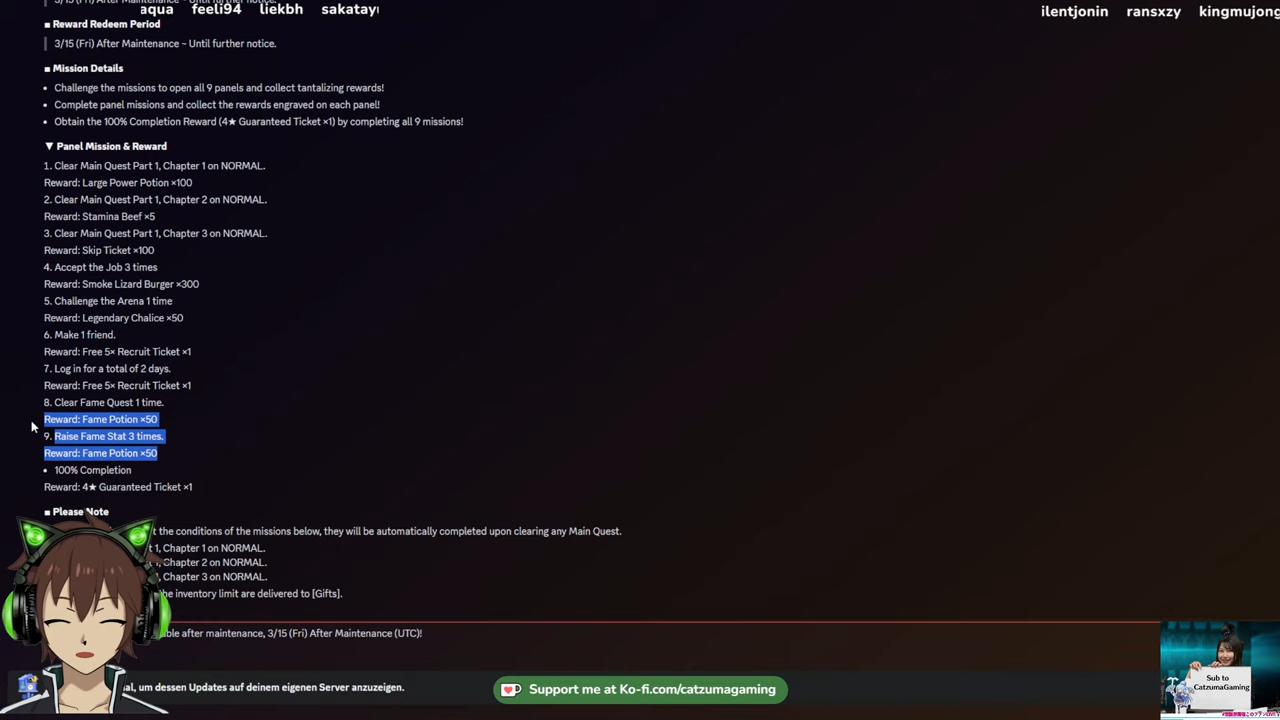 aqua feeli94 liekbh sakatayu
ilentjonin ransxzy kingmujong
3/15 (Fri) After Maintenance ~ Until further notice.
■ Reward Redeem Period
3/15 (Fri) After Maintenance ~ Until further notice.
■ Mission Details
• Challenge the missions to open all 9 panels and collect tantalizing rewards!
• Complete panel missions and collect the rewards engraved on each panel!
• Obtain the 100% Completion Reward (4★ Guaranteed Ticket ×1) by completing all 9 missions!
▼ Panel Mission & Reward
1. Clear Main Quest Part 1, Chapter 1 on NORMAL.
Reward: Large Power Potion ×100
2. Clear Main Quest Part 1, Chapter 2 on NORMAL.
Reward: Stamina Beef ×5
3. Clear Main Quest Part 1, Chapter 3 on NORMAL.
Reward: Skip Ticket ×100
4. Accept the Job 3 times
Reward: Smoke Lizard Burger ×300
5. Challenge the Arena 1 time
Reward: Legendary Chalice ×50
6. Make 1 friend.
Reward: Free 5× Recruit Ticket ×1
7. Log in for a total of 2 days.
Reward: Free 5× Recruit Ticket ×1
8. Clear Fame Quest 1 time.
Reward: Fame Potion ×50
9. Raise Fame Stat 3 times.
Reward: Fame Potion ×50
• 100% Completion
Reward: 4★ Guaranteed Ticket ×1
■ Please Note
t the conditions of the missions below, they will be automatically completed upon clearing any Main Quest.
t 1, Chapter 1 on NORMAL.
t 1, Chapter 2 on NORMAL.
t 1, Chapter 3 on NORMAL.
the inventory limit are delivered to [Gifts].
ble after maintenance, 3/15 (Fri) After Maintenance (UTC)!
al, um dessen Updates auf deinem eigenen Server anzuzeigen.
Support me at Ko-fi.com/catzumagaming
Sub to
CatzumaGaming